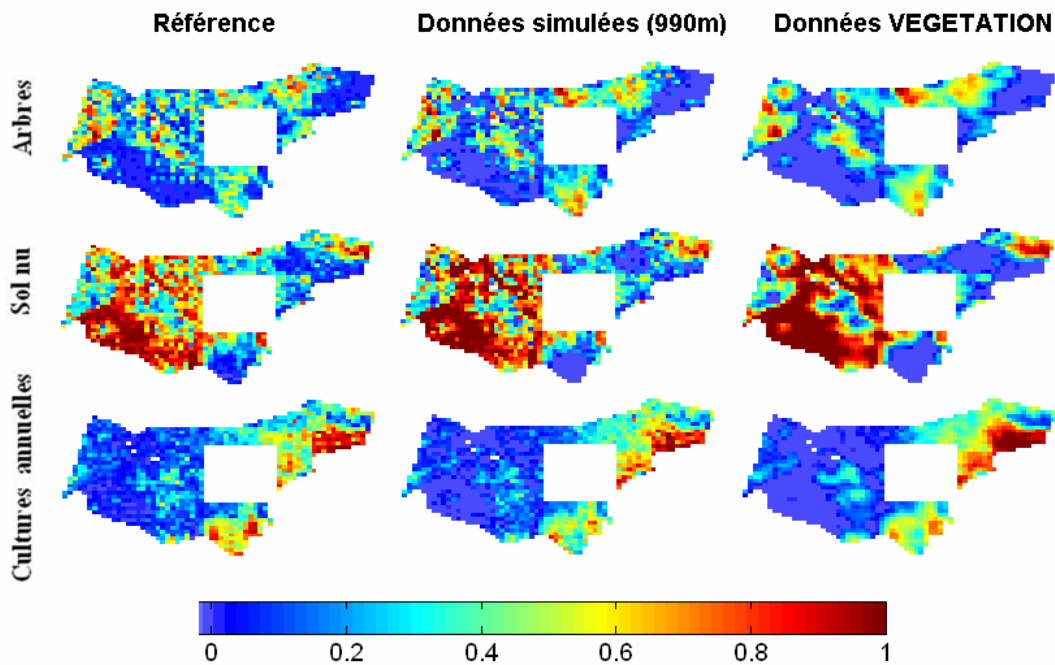 Référence
Données simulées (990m)
Données VEGETATION
Arbres
Sol nu
Cultures annuelles
0
0.2
0.4
0.6
0.8
1